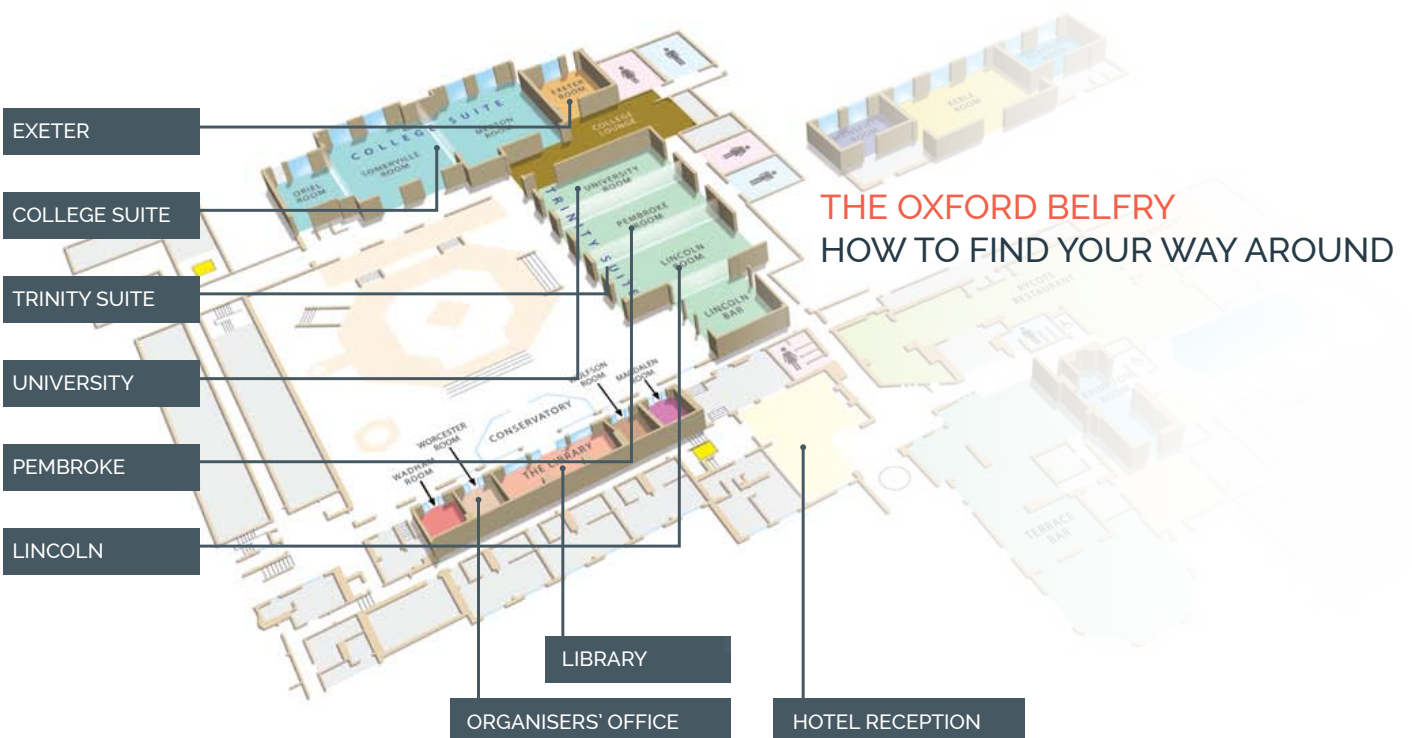 EXETER
COLLEGE SUITE
TRINITY SUITE
UNIVERSITY
PEMBROKE
LINCOLN
THE OXFORD BELFRY
HOW TO FIND YOUR WAY AROUND
EXETER
ROOM
COLLEGE SUITE
MERTON
ROOM
SOMERVILLE
ROOM
ORIEL
ROOM
COLLEGE
LOUNGE
TRINITY SUITE
UNIVERSITY
ROOM
PEMBROKE
ROOM
LINCOLN
ROOM
LINCOLN
BAR
KEBLE
ROOM
ROOM
RYCOTE
RESTAURANT
WOLFSON
ROOM
MAGDALEN
ROOM
CONSERVATORY
WORCESTER
ROOM
WADHAM
ROOM
THE LIBRARY
ROOM
TERRACE
BAR
LIBRARY
ORGANISERS' OFFICE
HOTEL RECEPTION